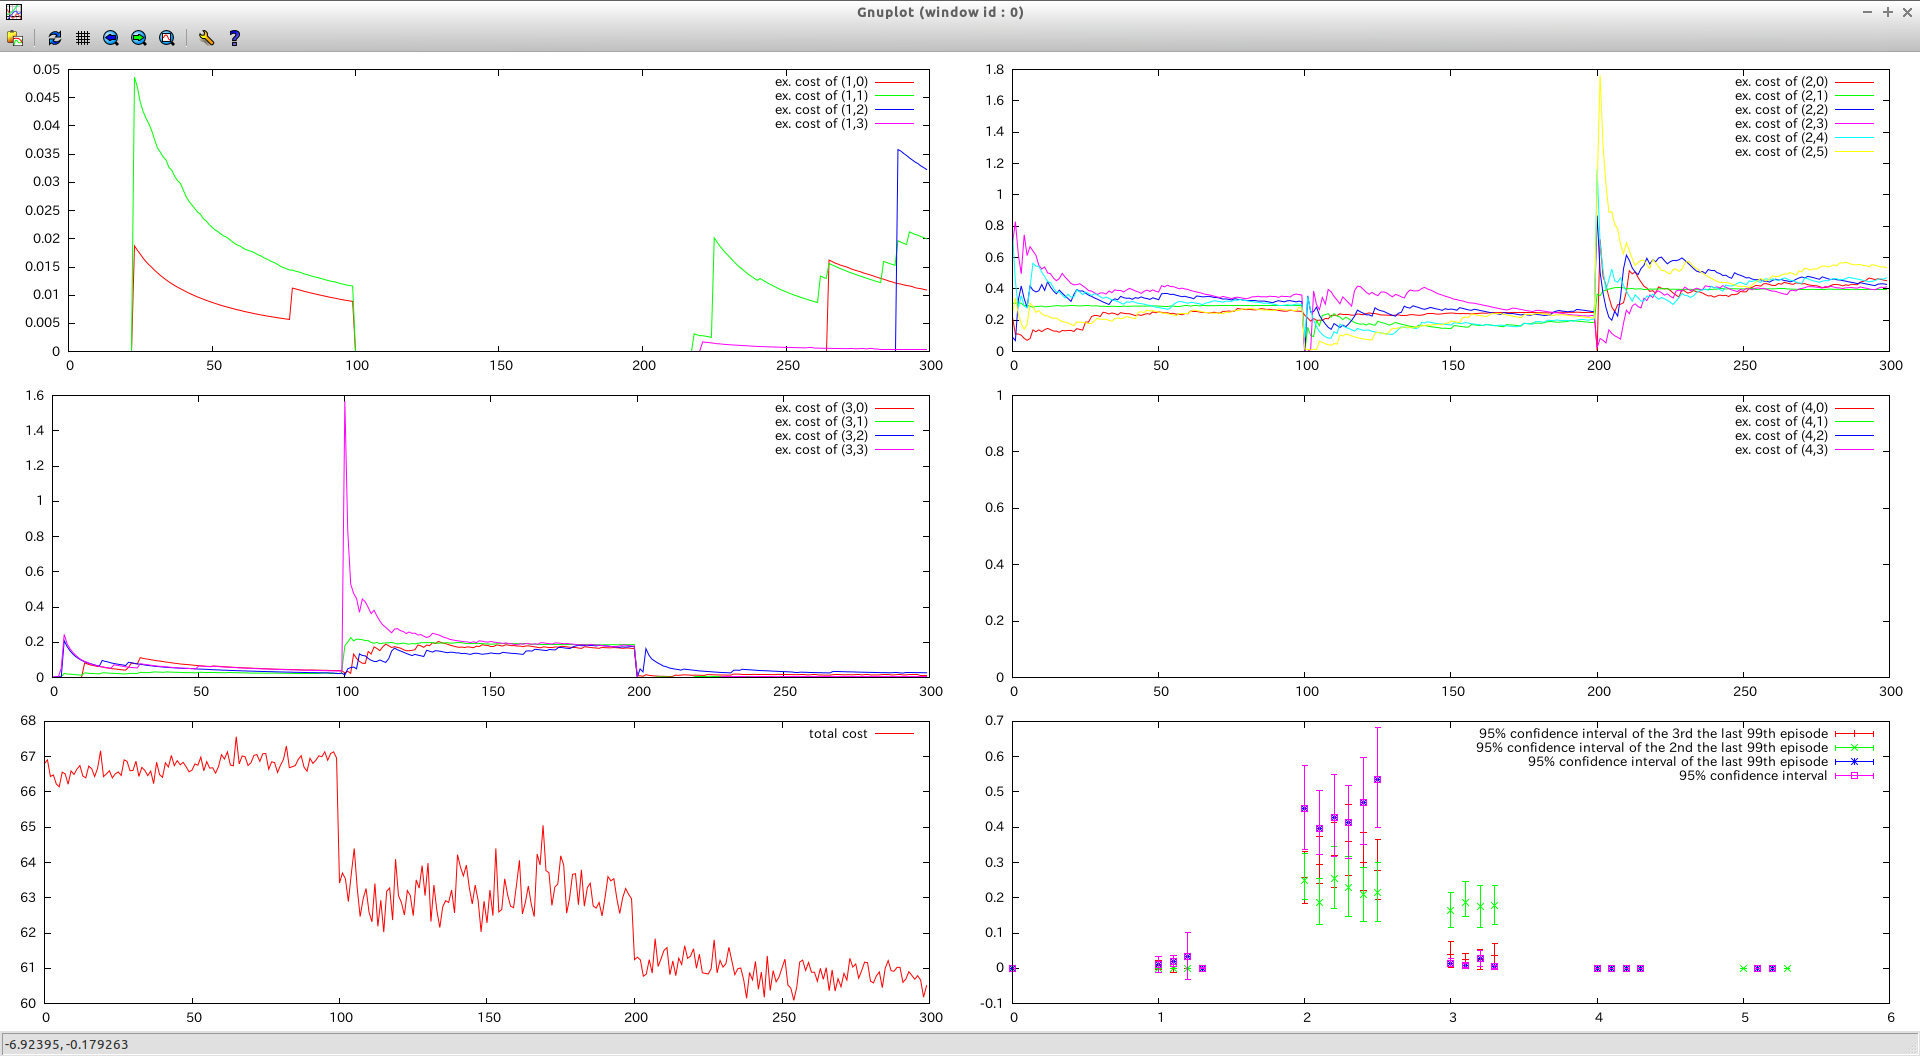 Gnuplot (window id : 0)
0.05
0.045
0.04
0.035
0.03
0.025
0.02
0.015
0.01
0.005
0
0 50 100 150 200 250 300
ex. cost of (1,0)
ex. cost of (1,1)
ex. cost of (1,2)
ex. cost of (1,3)
1.8
1.6
1.4
1.2
1
0.8
0.6
0.4
0.2
0
0 50 100 150 200 250 300
ex. cost of (2,0)
ex. cost of (2,1)
ex. cost of (2,2)
ex. cost of (2,3)
ex. cost of (2,4)
ex. cost of (2,5)
1.6
1.4
1.2
1
0.8
0.6
0.4
0.2
0
0 50 100 150 200 250 300
ex. cost of (3,0)
ex. cost of (3,1)
ex. cost of (3,2)
ex. cost of (3,3)
1
0.8
0.6
0.4
0.2
0
0 50 100 150 200 250 300
ex. cost of (4,0)
ex. cost of (4,1)
ex. cost of (4,2)
ex. cost of (4,3)
68
67
66
65
64
63
62
61
60
0 50 100 150 200 250 300
total cost
0.7
0.6
0.5
0.4
0.3
0.2
0.1
0
-0.1
0 1 2 3 4 5 6
95% confidence interval of the 3rd the last 99th episode
95% confidence interval of the 2nd the last 99th episode
95% confidence interval of the last 99th episode
95% confidence interval
-6.92395, -0.179263